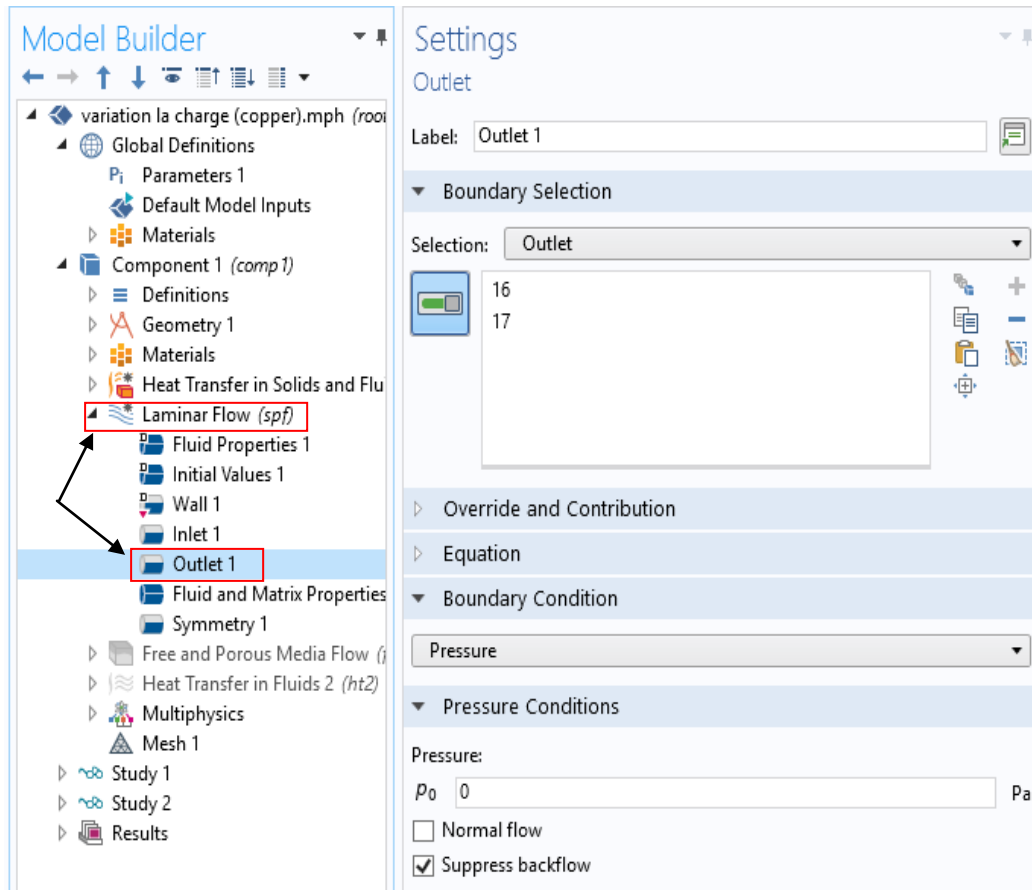 Model Builder
variation la charge (copper).mph (root
Global Definitions
Pi Parameters 1
Default Model Inputs
Materials
Component 1 (comp1)
Definitions
Geometry 1
Materials
Heat Transfer in Solids and Flui
Laminar Flow (spf)
D Fluid Properties 1
D Initial Values 1
D Wall 1
Inlet 1
Outlet 1
Fluid and Matrix Properties
Symmetry 1
Free and Porous Media Flow (f
Heat Transfer in Fluids 2 (ht2)
Multiphysics
Mesh 1
Study 1
Study 2
Results
Settings
Outlet
Label: Outlet 1
Boundary Selection
Selection: Outlet
16
17
Override and Contribution
Equation
Boundary Condition
Pressure
Pressure Conditions
Pressure:
p0 0 Pa
Normal flow
Suppress backflow